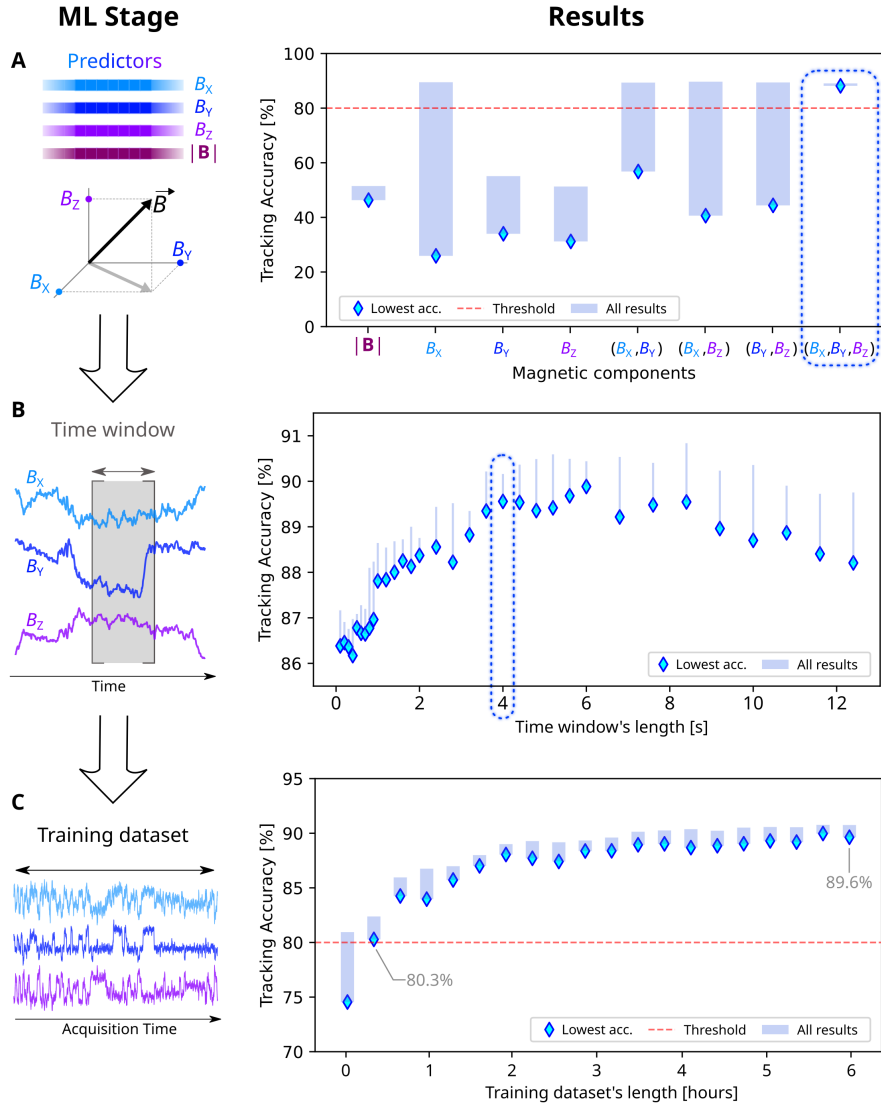 ML Stage
Results
A
Predictors
B_X
B_Y
B_Z
|B|
B_Z
B
B_Y
B_X
Tracking Accuracy [%]
100
80
60
40
20
0
Lowest acc.
Threshold
All results
|B|
B_X
B_Y
B_Z
(B_X,B_Y)
(B_X,B_Z)
(B_Y,B_Z)
(B_X,B_Y,B_Z)
Magnetic components
B
Time window
B_X
B_Y
B_Z
Time
Tracking Accuracy [%]
91
90
89
88
87
86
Lowest acc.
All results
0 2 4 6 8 10 12
Time window's length [s]
C
Training dataset
Acquisition Time
Tracking Accuracy [%]
95
90
85
80
75
70
89.6%
80.3%
Lowest acc.
Threshold
All results
0 1 2 3 4 5 6
Training dataset's length [hours]